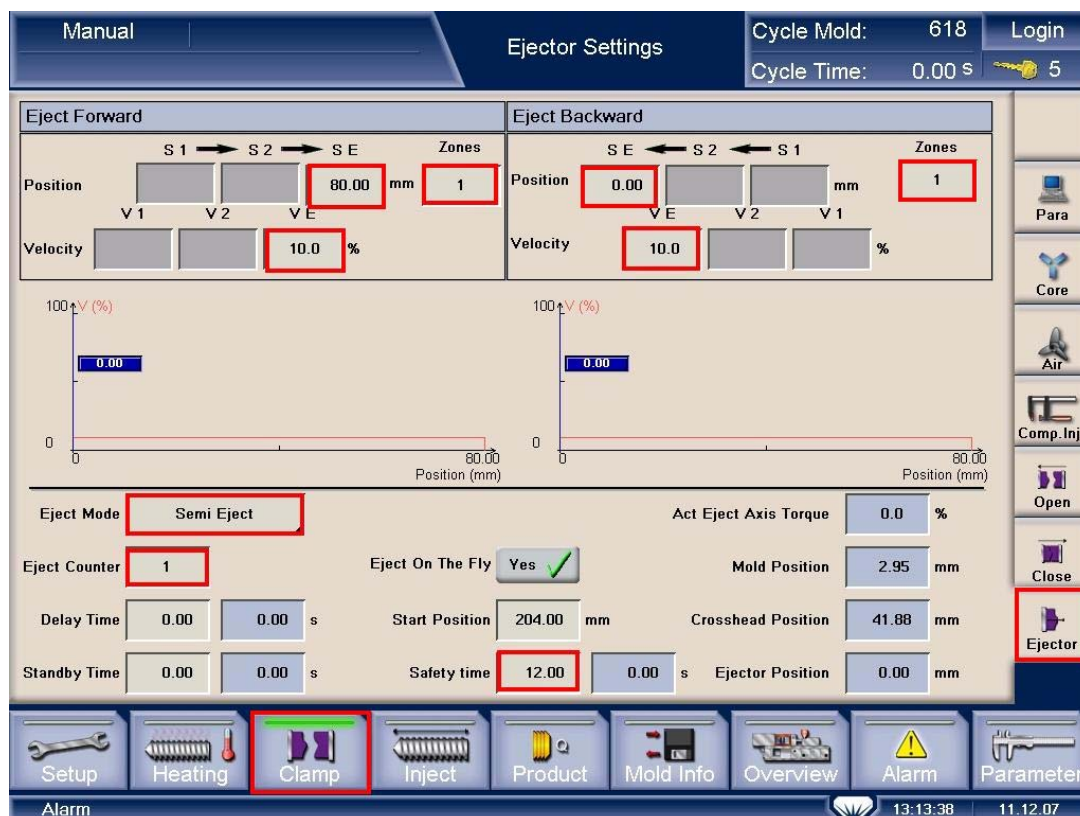 Manual
Ejector Settings
Cycle Mold: 618
Login
Cycle Time: 0.00 S
5
Eject Forward
S 1 S 2 S E Zones
Position 80.00 mm 1
V 1 V 2 V E
Velocity 10.0 %
Eject Backward
S E S 2 S 1 Zones
Position 0.00 mm 1
V E V 2 V 1
Velocity 10.0 %
100 V (%)
0.00
0
0 80.00
Position (mm)
100 V (%)
0.00
0
0 80.00
Position (mm)
Eject Mode Semi Eject Act Eject Axis Torque 0.0 %
Eject Counter 1 Eject On The Fly Yes Mold Position 2.95 mm
Delay Time 0.00 0.00 s Start Position 204.00 mm Crosshead Position 41.88 mm
Standby Time 0.00 0.00 s Safety time 12.00 0.00 s Ejector Position 0.00 mm
Para
Core
Air
Comp.Inj
Open
Close
Ejector
Setup Heating Clamp Inject Product Mold Info Overview Alarm Parameter
Alarm 13:13:38 11.12.07